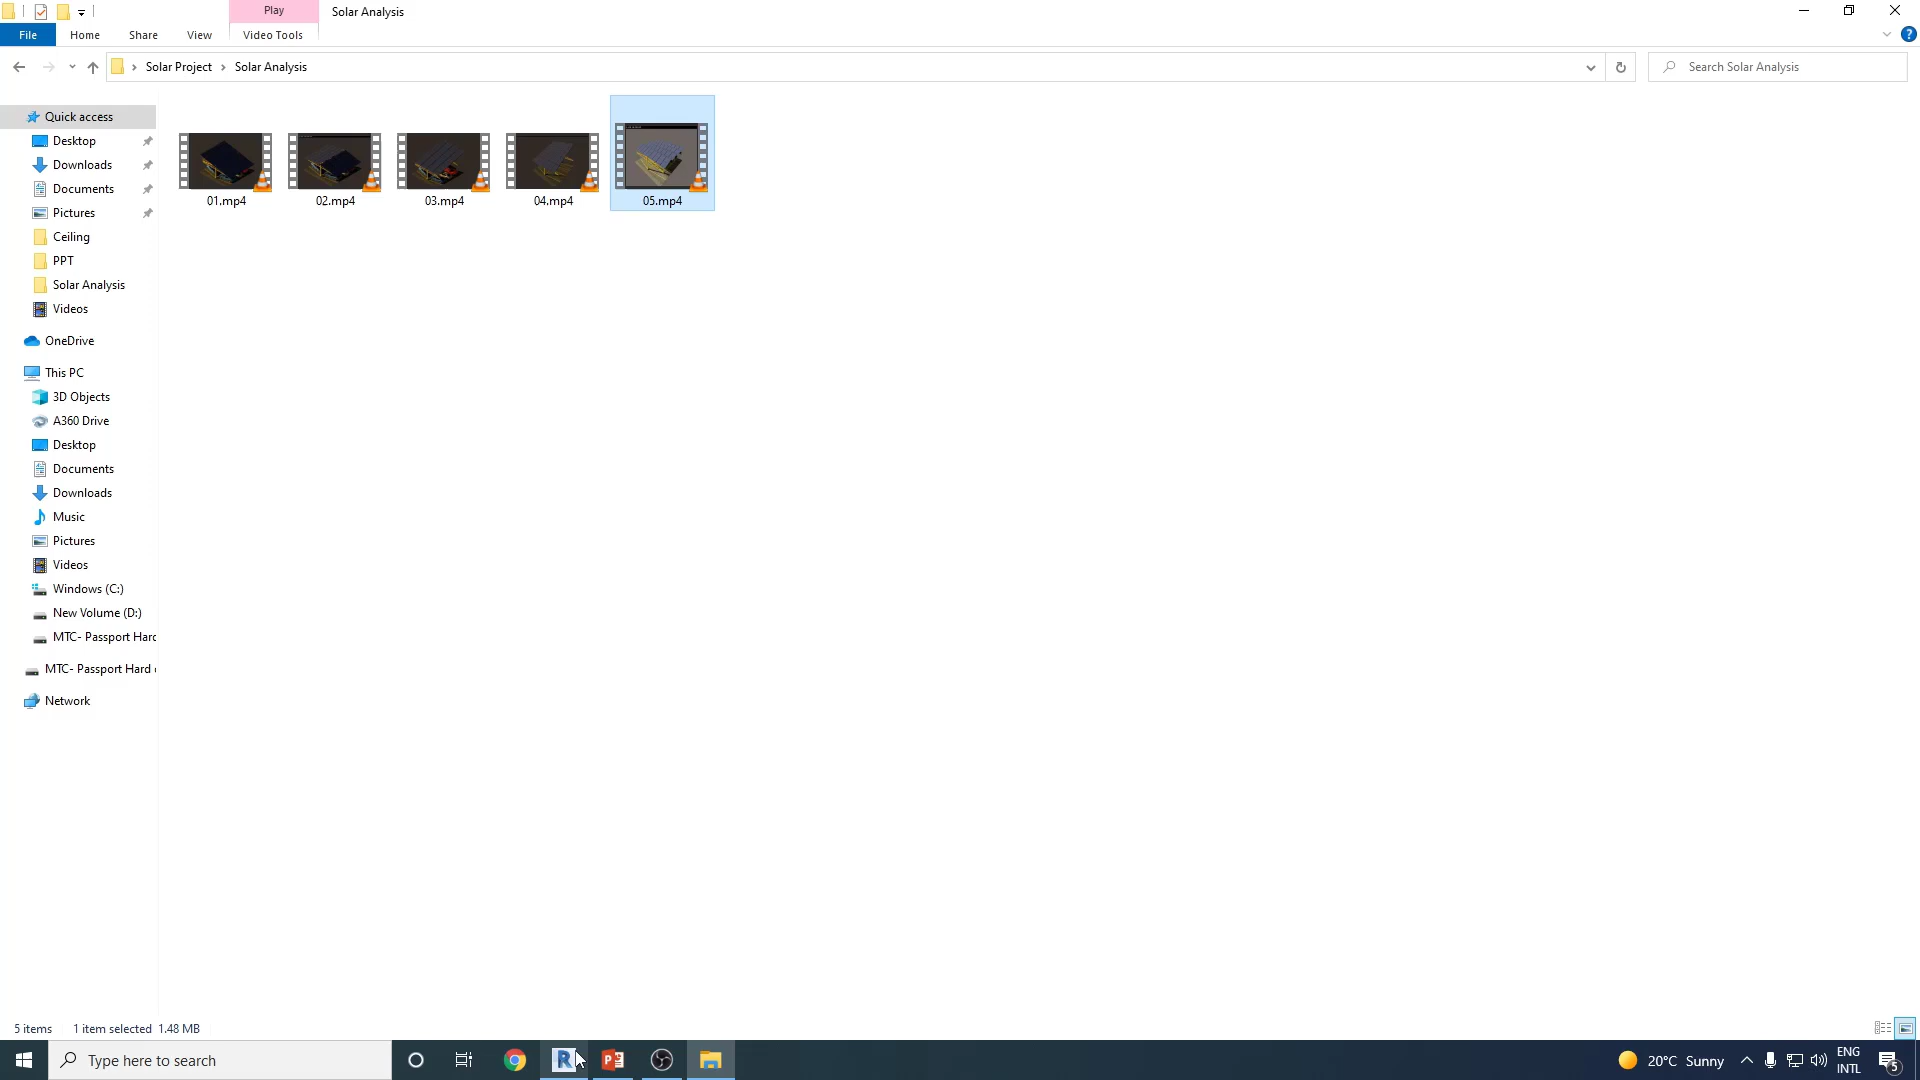 Play
Solar Analysis
File
Home
Share
View
Video Tools
Solar Project
Solar Analysis
Search Solar Analysis
Quick access
Desktop
Downloads
Documents
Pictures
Ceiling
PPT
Solar Analysis
Videos
OneDrive
This PC
3D Objects
A360 Drive
Desktop
Documents
Downloads
Music
Pictures
Videos
Windows (C:)
New Volume (D:)
MTC- Passport Hard
MTC- Passport Hard
Network
01.mp4
02.mp4
03.mp4
04.mp4
05.mp4
5 items
1 item selected 1.48 MB
Type here to search
20°C Sunny
ENG
INTL
5